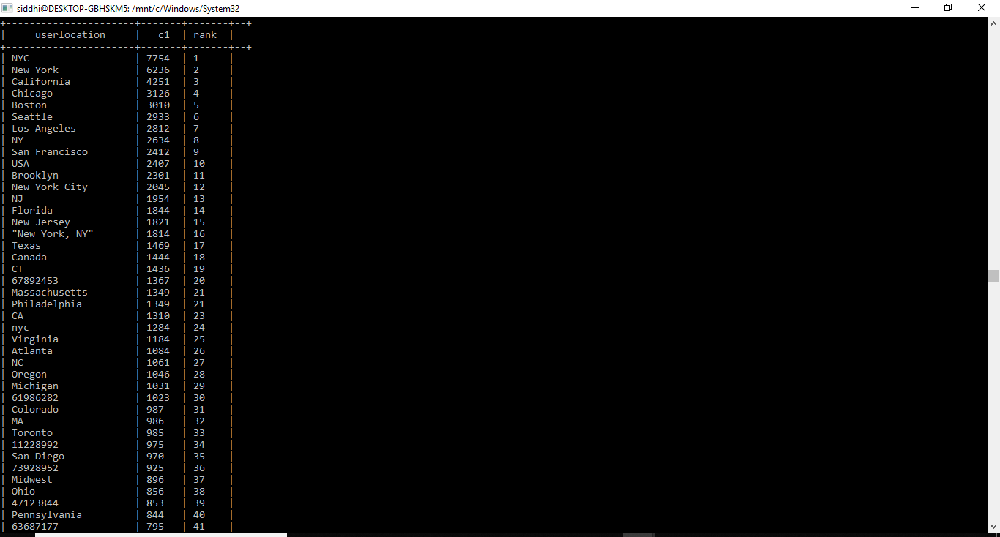 siddhi@DESKTOP-GBHSKM5: /mnt/c/Windows/System32
+----------------------+-------+-------+--+
|     userlocation     |  _c1  | rank  |
+----------------------+-------+-------+--+
| NYC                  | 7754  | 1     |
| New York             | 6236  | 2     |
| California           | 4251  | 3     |
| Chicago              | 3126  | 4     |
| Boston               | 3010  | 5     |
| Seattle              | 2933  | 6     |
| Los Angeles          | 2812  | 7     |
| NY                   | 2634  | 8     |
| San Francisco        | 2412  | 9     |
| USA                  | 2407  | 10    |
| Brooklyn             | 2301  | 11    |
| New York City        | 2045  | 12    |
| NJ                   | 1954  | 13    |
| Florida              | 1844  | 14    |
| New Jersey           | 1821  | 15    |
| "New York, NY"       | 1814  | 16    |
| Texas                | 1469  | 17    |
| Canada               | 1444  | 18    |
| CT                   | 1436  | 19    |
| 67892453             | 1367  | 20    |
| Massachusetts        | 1349  | 21    |
| Philadelphia         | 1349  | 21    |
| CA                   | 1310  | 23    |
| nyc                  | 1284  | 24    |
| Virginia             | 1184  | 25    |
| Atlanta              | 1084  | 26    |
| NC                   | 1061  | 27    |
| Oregon               | 1046  | 28    |
| Michigan             | 1031  | 29    |
| 61986282             | 1023  | 30    |
| Colorado             | 987   | 31    |
| MA                   | 986   | 32    |
| Toronto              | 985   | 33    |
| 11228992             | 975   | 34    |
| San Diego            | 970   | 35    |
| 73928952             | 925   | 36    |
| Midwest              | 896   | 37    |
| Ohio                 | 856   | 38    |
| 47123844             | 853   | 39    |
| Pennsylvania         | 844   | 40    |
| 63687177             | 795   | 41    |